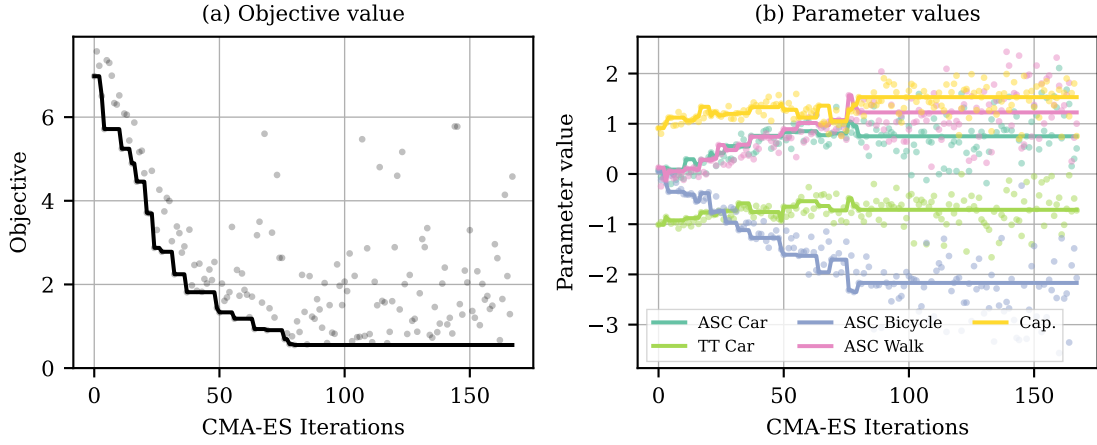 (a) Objective value
Objective
6
4
2
0
0
50
100
150
CMA-ES Iterations
(b) Parameter values
Parameter value
2
1
0
−1
−2
−3
ASC Car
TT Car
ASC Bicycle
ASC Walk
Cap.
0
50
100
150
CMA-ES Iterations